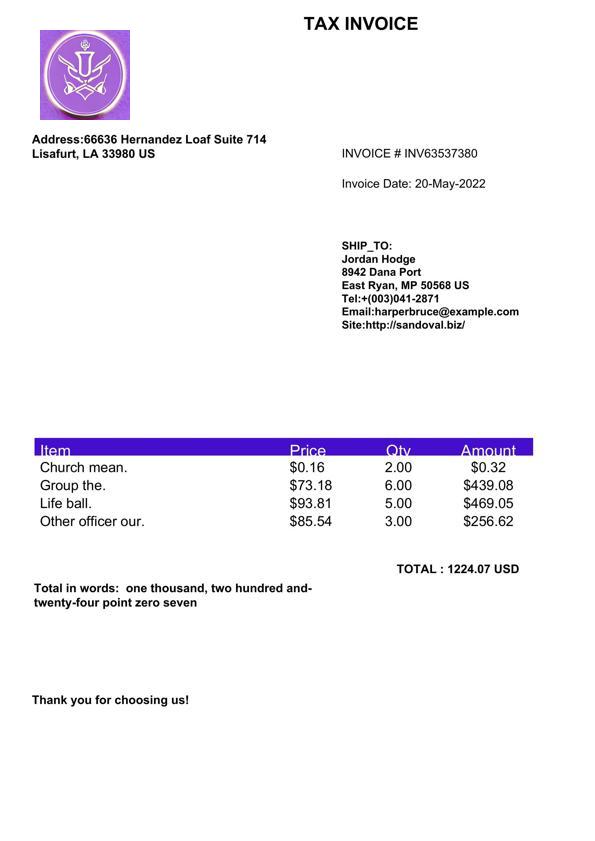 TAX INVOICE
Address:66636 Hernandez Loaf Suite 714
Lisafurt, LA 33980 US
INVOICE # INV63537380
Invoice Date: 20-May-2022
SHIP_TO:
Jordan Hodge
8942 Dana Port
East Ryan, MP 50568 US
Tel:+(003)041-2871
Email:harperbruce@example.com
Site:http://sandoval.biz/
Item Price Qty Amount
Church mean. $0.16 2.00 $0.32
Group the. $73.18 6.00 $439.08
Life ball. $93.81 5.00 $469.05
Other officer our. $85.54 3.00 $256.62
TOTAL : 1224.07 USD
Total in words:  one thousand, two hundred and-
twenty-four point zero seven
Thank you for choosing us!